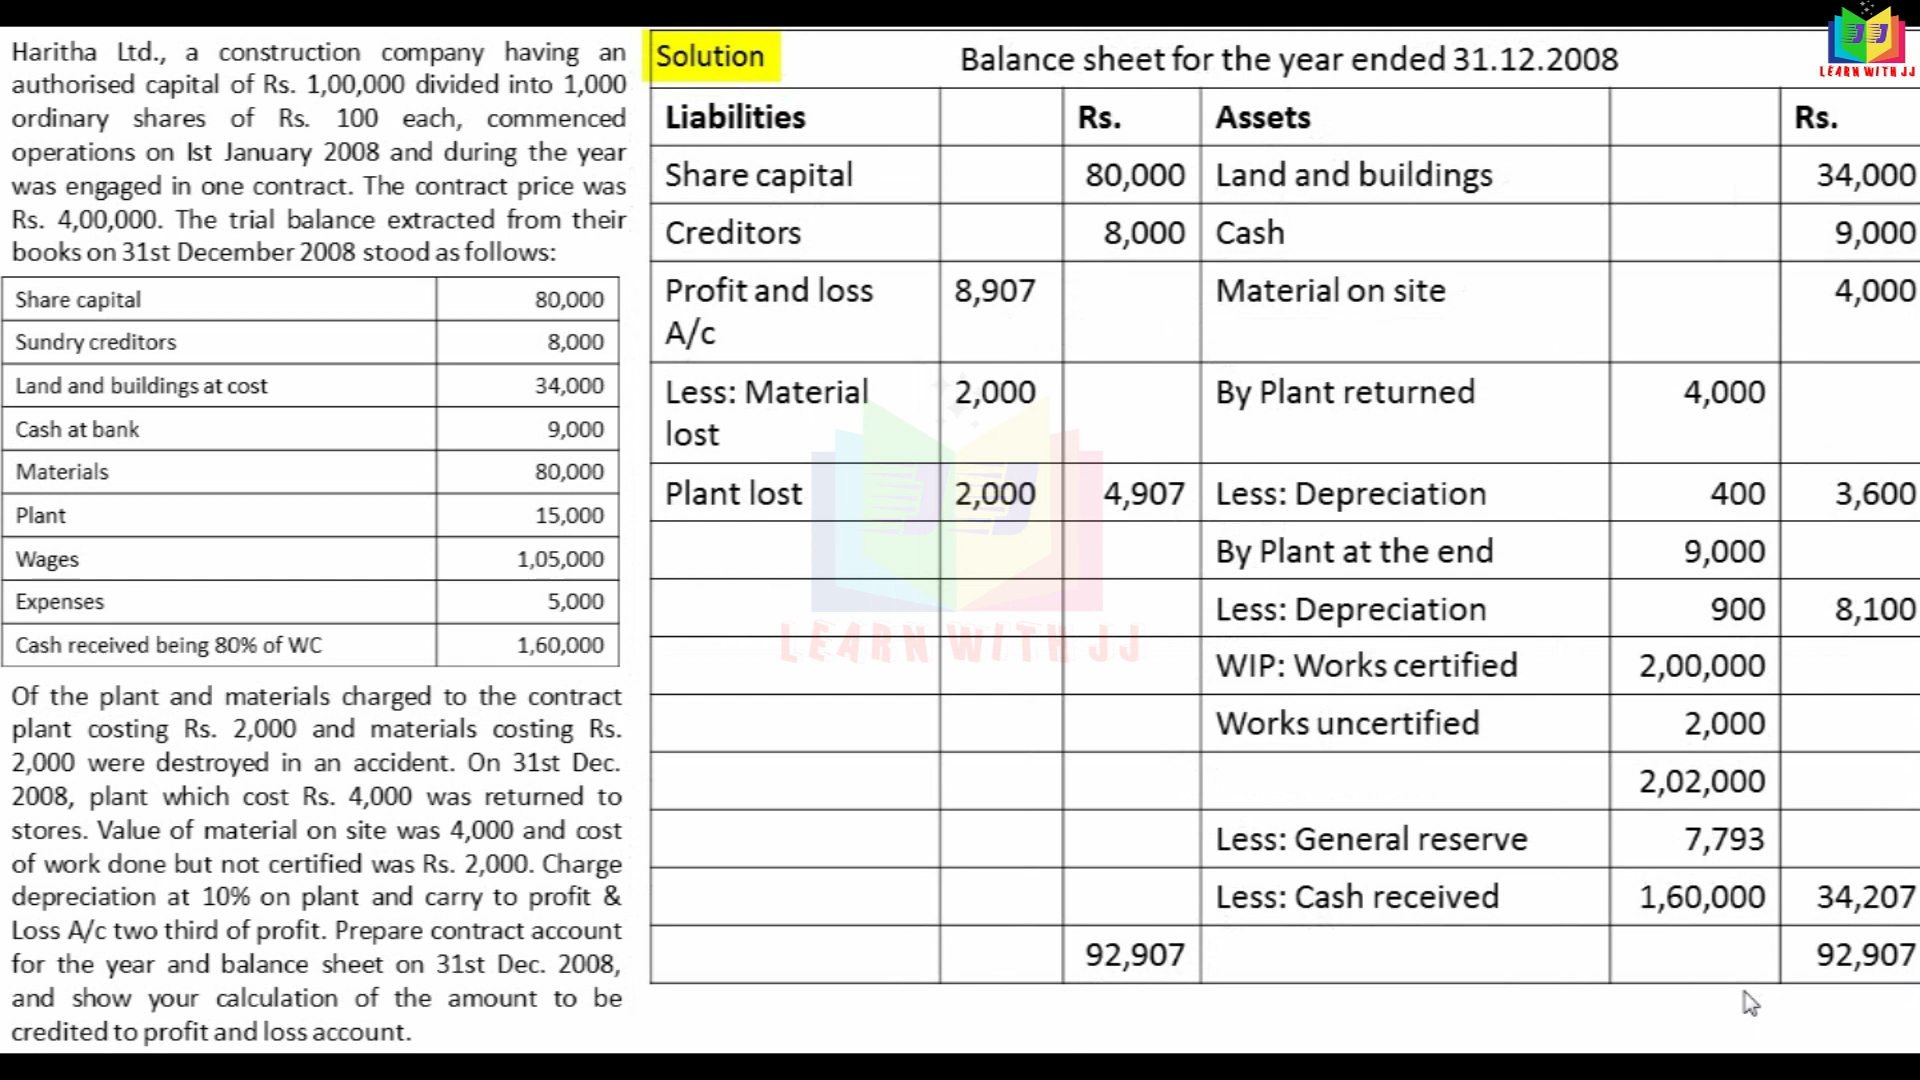 Haritha Ltd., a construction company having an
authorised capital of Rs. 1,00,000 divided into 1,000
ordinary shares of Rs. 100 each, commenced
operations on Ist January 2008 and during the year
was engaged in one contract. The contract price was
Rs. 4,00,000. The trial balance extracted from their
books on 31st December 2008 stood as follows:
Share capital 80,000
Sundry creditors 8,000
Land and buildings at cost 34,000
Cash at bank 9,000
Materials 80,000
Plant 15,000
Wages 1,05,000
Expenses 5,000
Cash received being 80% of WC 1,60,000
Of the plant and materials charged to the contract
plant costing Rs. 2,000 and materials costing Rs.
2,000 were destroyed in an accident. On 31st Dec.
2008, plant which cost Rs. 4,000 was returned to
stores. Value of material on site was 4,000 and cost
of work done but not certified was Rs. 2,000. Charge
depreciation at 10% on plant and carry to profit &
Loss A/c two third of profit. Prepare contract account
for the year and balance sheet on 31st Dec. 2008,
and show your calculation of the amount to be
credited to profit and loss account.
Solution Balance sheet for the year ended 31.12.2008
Liabilities Rs. Assets Rs.
Share capital 80,000 Land and buildings 34,000
Creditors 8,000 Cash 9,000
Profit and loss 8,907 Material on site 4,000
A/c
Less: Material 2,000 By Plant returned 4,000
lost
Plant lost 2,000 4,907 Less: Depreciation 400 3,600
By Plant at the end 9,000
Less: Depreciation 900 8,100
WIP: Works certified 2,00,000
Works uncertified 2,000
2,02,000
Less: General reserve 7,793
Less: Cash received 1,60,000 34,207
92,907 92,907
JJ
LEARN WITH JJ
JJ
LEARN WITH JJ